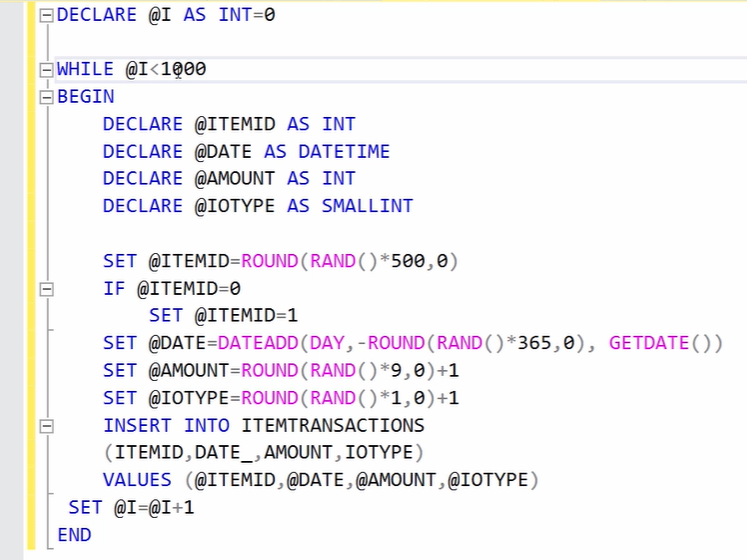 DECLARE @I AS INT=0
WHILE @I<1000
BEGIN
DECLARE @ITEMID AS INT
DECLARE @DATE AS DATETIME
DECLARE @AMOUNT AS INT
DECLARE @IOTYPE AS SMALLINT
SET @ITEMID=ROUND(RAND()*500,0)
IF @ITEMID=0
SET @ITEMID=1
SET @DATE=DATEADD(DAY,-ROUND(RAND()*365,0), GETDATE())
SET @AMOUNT=ROUND(RAND()*9,0)+1
SET @IOTYPE=ROUND(RAND()*1,0)+1
INSERT INTO ITEMTRANSACTIONS
(ITEMID,DATE_,AMOUNT,IOTYPE)
VALUES (@ITEMID,@DATE,@AMOUNT,@IOTYPE)
SET @I=@I+1
END